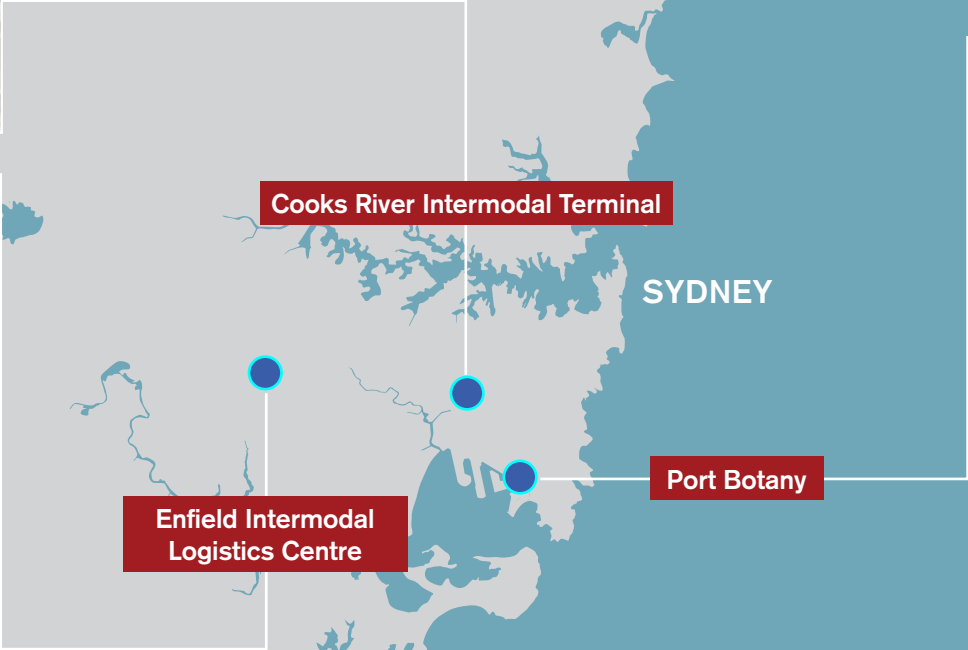 Cooks River Intermodal Terminal
SYDNEY
Port Botany
Enfield Intermodal
Logistics Centre